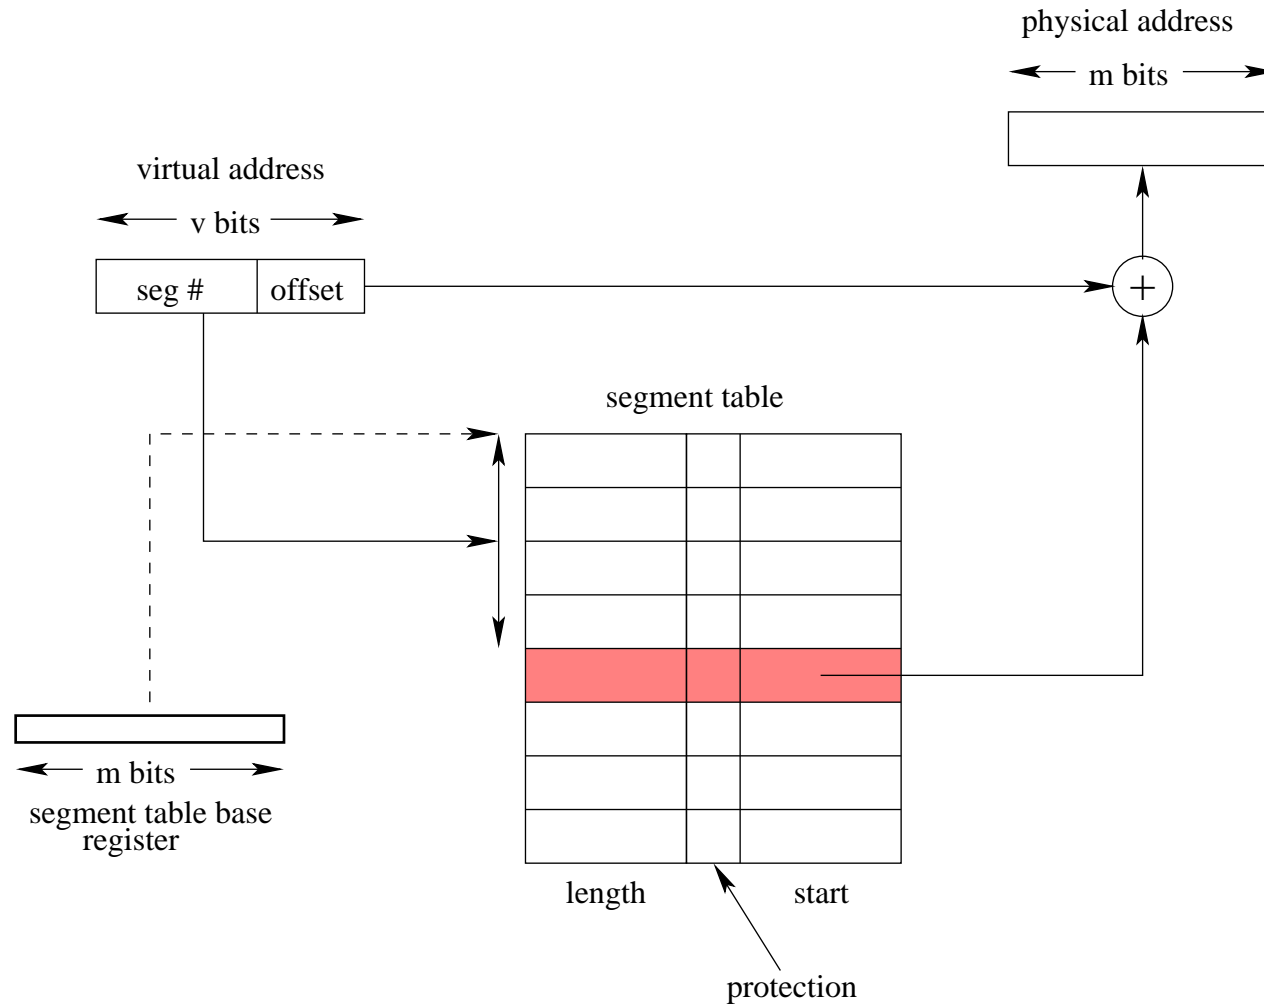 physical address
m bits
virtual address
v bits
seg #
offset
+
segment table
m bits
segment table base
register
length
start
protection